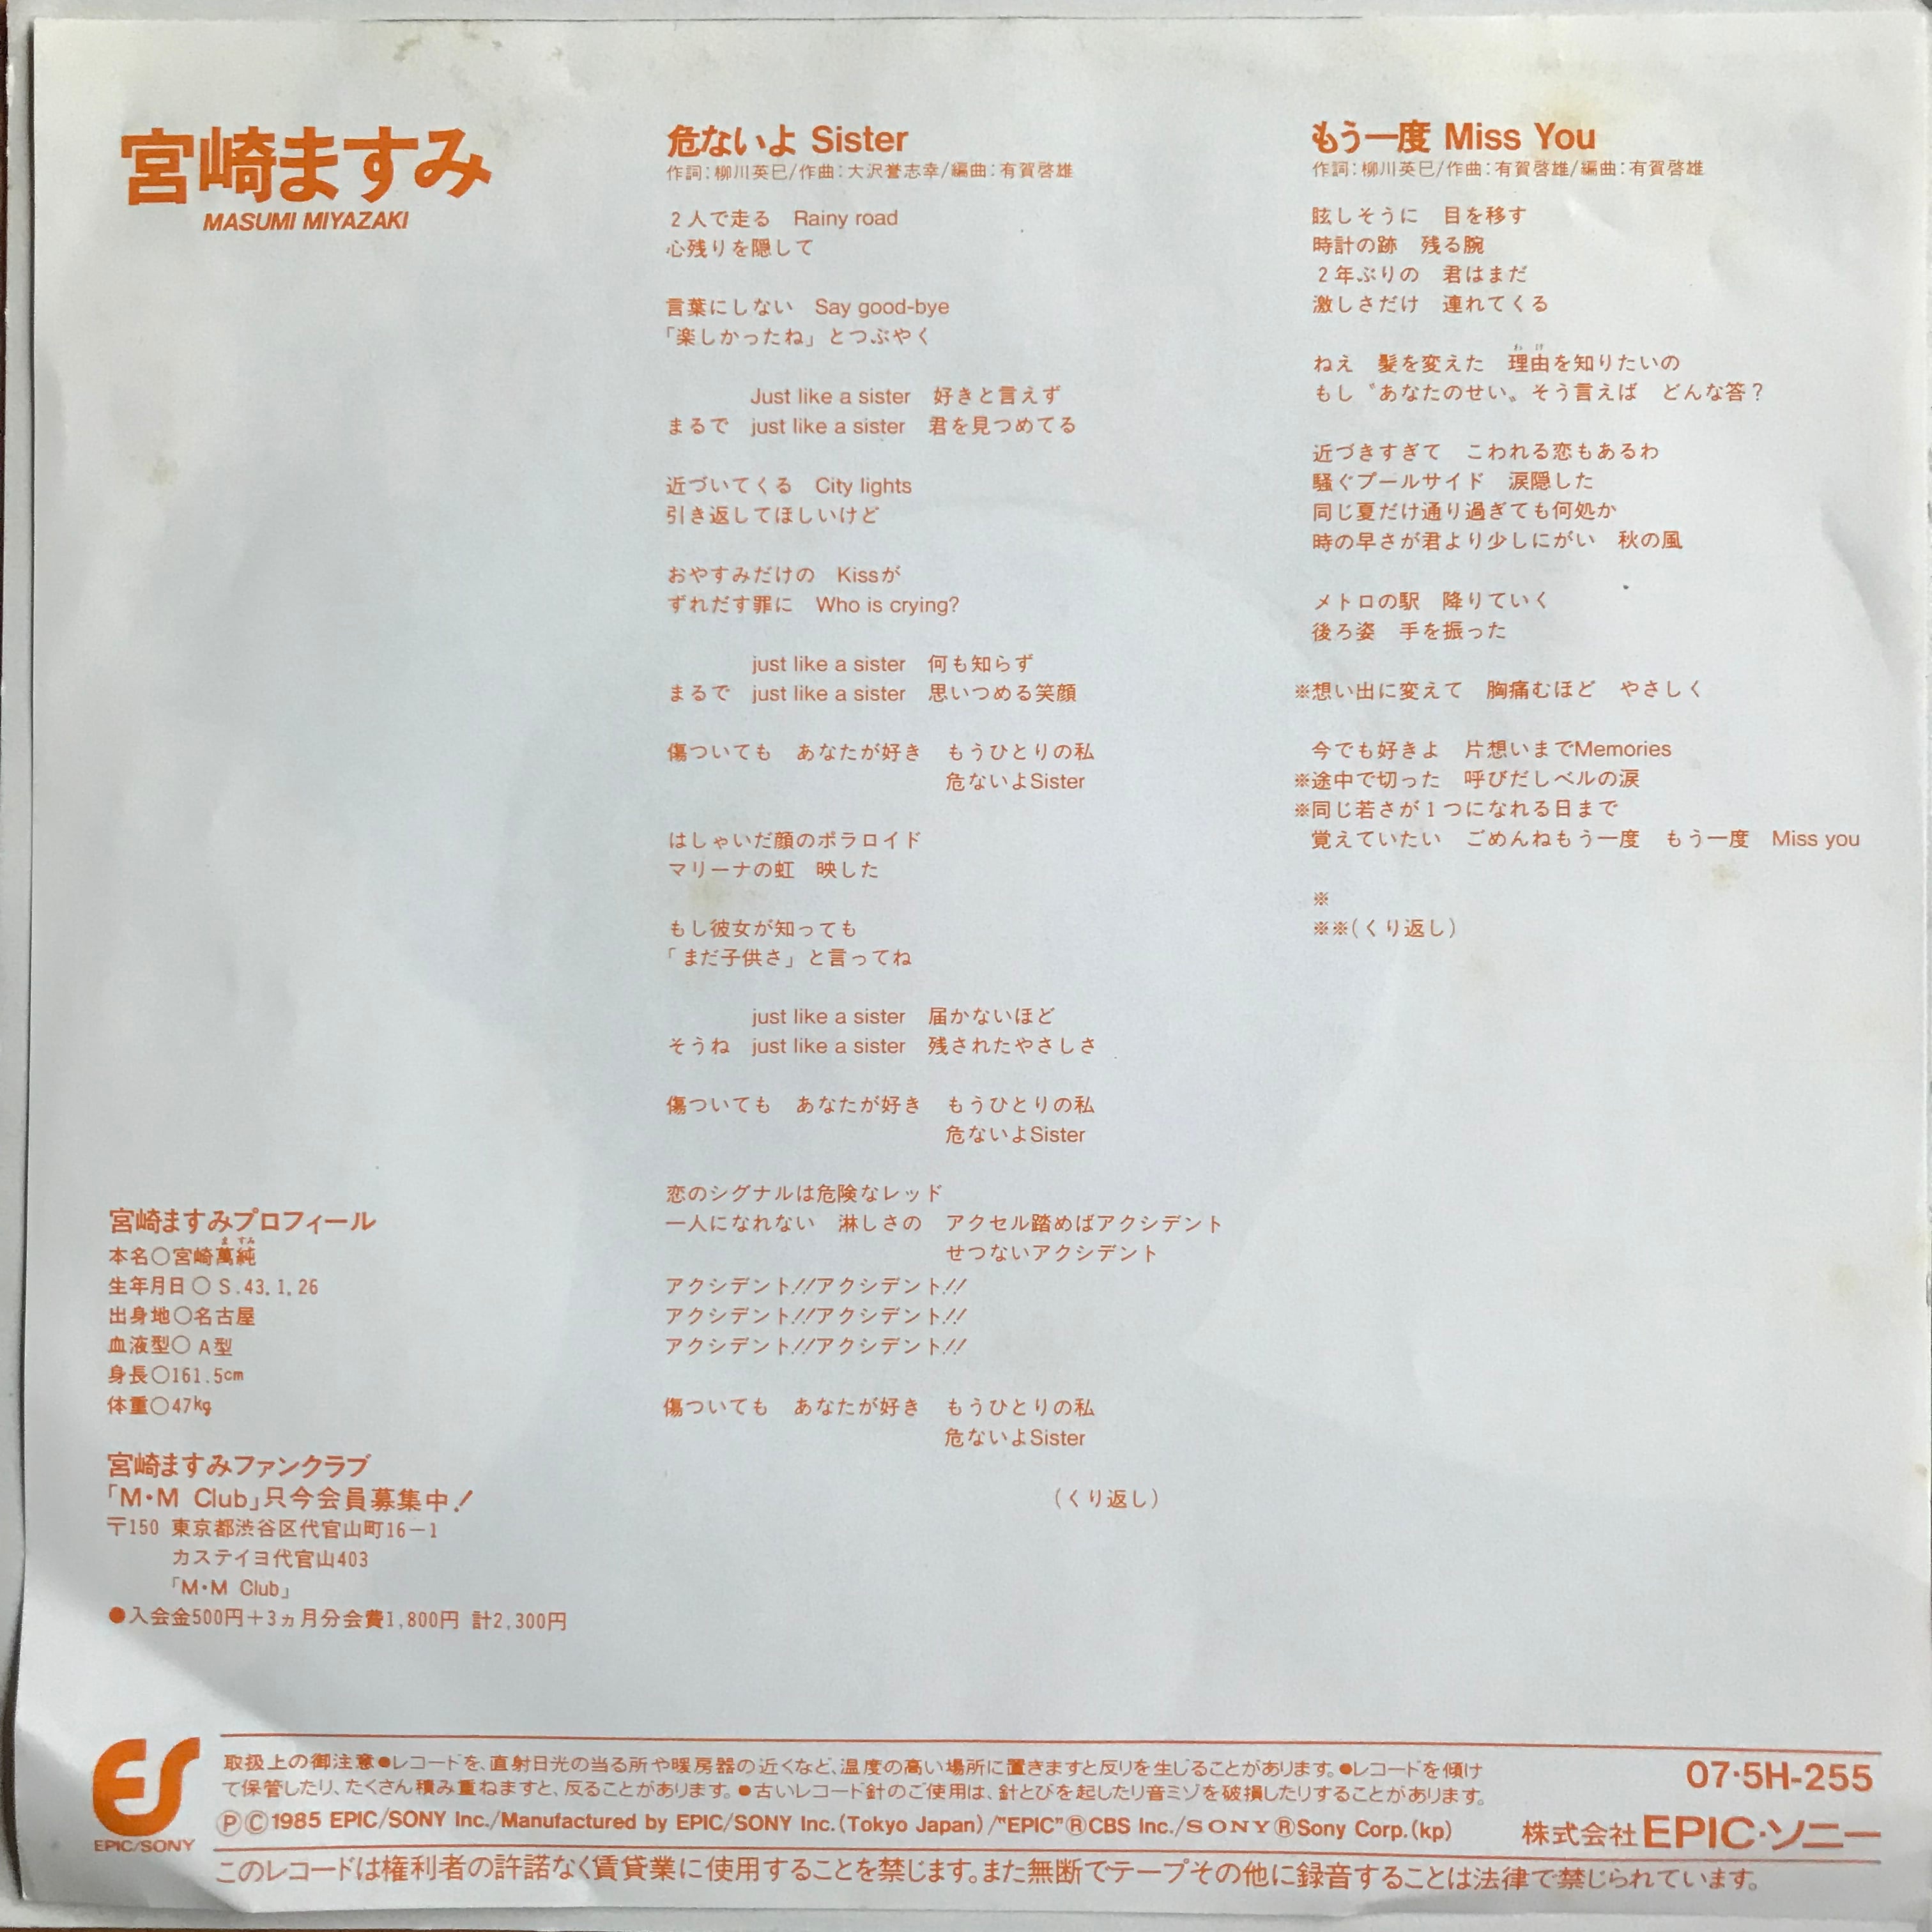 宮崎ますみ
MASUMI MIYAZAKI
危ないよ Sister
作詞:柳川英巳/作曲:大沢誉志幸/編曲:有賀啓雄
2人で走る Rainy road
心残りを隠して
言葉にしない Say good-bye
「楽しかったね」とつぶやく
Just like a sister 好きと言えず
まるで just like a sister 君を見つめてる
近づいてくる City lights
引き返してほしいけど
おやすみだけの Kissが
ずれだす罪に Who is crying?
just like a sister 何も知らず
まるで just like a sister 思いつめる笑顔
傷ついても あなたが好き もうひとりの私
危ないよSister
はしゃいだ顔のポラロイド
マリーナの虹 映した
もし彼女が知っても
「まだ子供さ」と言ってね
just like a sister 届かないほど
そうね just like a sister 残されたやさしさ
傷ついても あなたが好き もうひとりの私
危ないよSister
恋のシグナルは危険なレッド
一人になれない 淋しさの アクセル踏めばアクシデント
せつないアクシデント
アクシデント!!アクシデント!!
アクシデント!!アクシデント!!
アクシデント!!アクシデント!!
傷ついても あなたが好き もうひとりの私
危ないよSister
(くり返し)
もう一度 Miss You
作詞:柳川英巳/作曲:有賀啓雄/編曲:有賀啓雄
眩しそうに 目を移す
時計の跡 残る腕
2年ぶりの 君はまだ
激しさだけ 連れてくる
わけ
ねえ 髪を変えた 理由を知りたいの
もし〝あなたのせい〟そう言えば どんな答?
近づきすぎて こわれる恋もあるわ
騒ぐプールサイド 涙隠した
同じ夏だけ通り過ぎても何処か
時の早さが君より少しにがい 秋の風
メトロの駅 降りていく
後ろ姿 手を振った
※想い出に変えて 胸痛むほど やさしく
今でも好きよ 片想いまでMemories
※途中で切った 呼びだしベルの涙
※同じ若さが1つになれる日まで
覚えていたい ごめんねもう一度 もう一度 Miss you
※
※※(くり返し)
宮崎ますみプロフィール
ま すみ
本名○宮崎萬純
生年月日○S.43.1.26
出身地○名古屋
血液型○A型
身長○161.5cm
体重○47kg
宮崎ますみファンクラブ
「M・M Club」只今会員募集中!
〒150 東京都渋谷区代官山町16-1
カステイヨ代官山403
「M・M Club」
●入会金500円+3ヵ月分会費1,800円 計2,300円
EPIC/SONY
取扱上の御注意●レコードを、直射日光の当る所や暖房器の近くなど、温度の高い場所に置きますと反りを生じることがあります。●レコードを傾け
て保管したり、たくさん積み重ねますと、反ることがあります。●古いレコード針のご使用は、針とびを起したり音ミゾを破損したりすることがあります。
ⓅⒸ1985 EPIC/SONY Inc./Manufactured by EPIC/SONY Inc.(Tokyo Japan)/"EPIC"ⓇCBS Inc./SONYⓇSony Corp.(kp)
07・5H-255
株式会社EPIC・ソニー
このレコードは権利者の許諾なく賃貸業に使用することを禁じます。また無断でテープその他に録音することは法律で禁じられています。